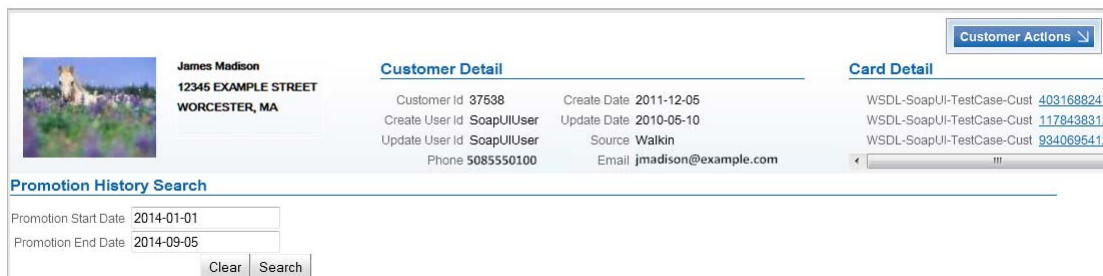 Customer Actions
James Madison
12345 EXAMPLE STREET
WORCESTER, MA
Customer Detail
Customer Id 37538 Create Date 2011-12-05
Create User Id SoapUIUser Update Date 2010-05-10
Update User Id SoapUIUser Source Walkin
Phone 5085550100 Email jmadison@example.com
Card Detail
WSDL-SoapUI-TestCase-Cust 403168824
WSDL-SoapUI-TestCase-Cust 117843831
WSDL-SoapUI-TestCase-Cust 934069541
Promotion History Search
Promotion Start Date 2014-01-01
Promotion End Date 2014-09-05
Clear Search